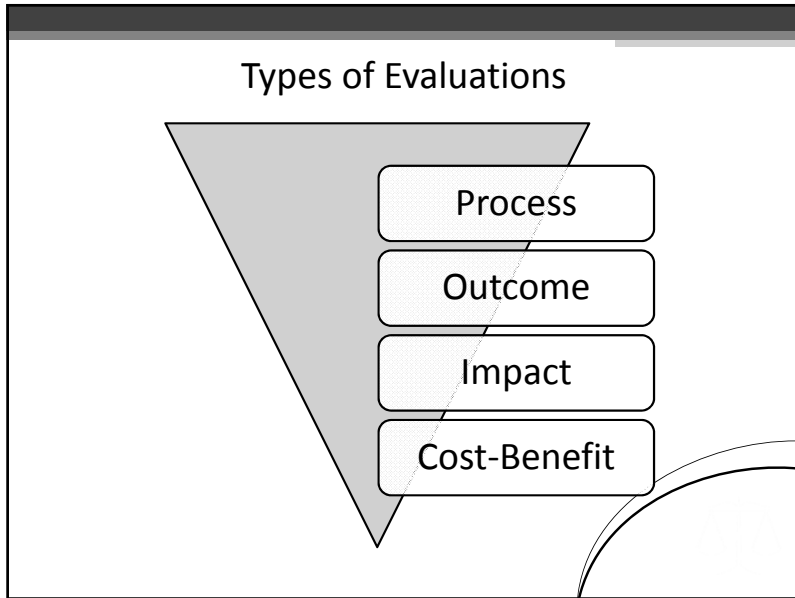 Types of Evaluations
Process
Outcome
Impact
Cost-Benefit